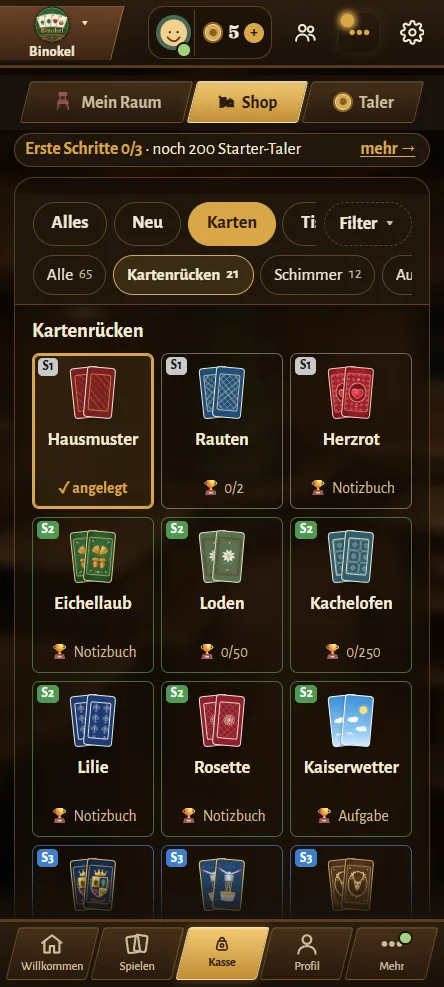 Binokel
5 +
Mein Raum
Shop
Taler
Erste Schritte 0/3 · noch 200 Starter-Taler mehr →
Alles Neu Karten Filter
Alle 65 Kartenrücken 21 Schimmer 12
Kartenrücken
S1 S1 S1
Hausmuster Rauten Herzrot
✓ angelegt 0/2 Notizbuch
S2 S2 S2
Eichellaub Loden Kachelofen
Notizbuch 0/50 0/250
S2 S2 S2
Lilie Rosette Kaiserwetter
Notizbuch Notizbuch Aufgabe
S3 S3 S3
Willkommen Spielen Kasse Profil Mehr